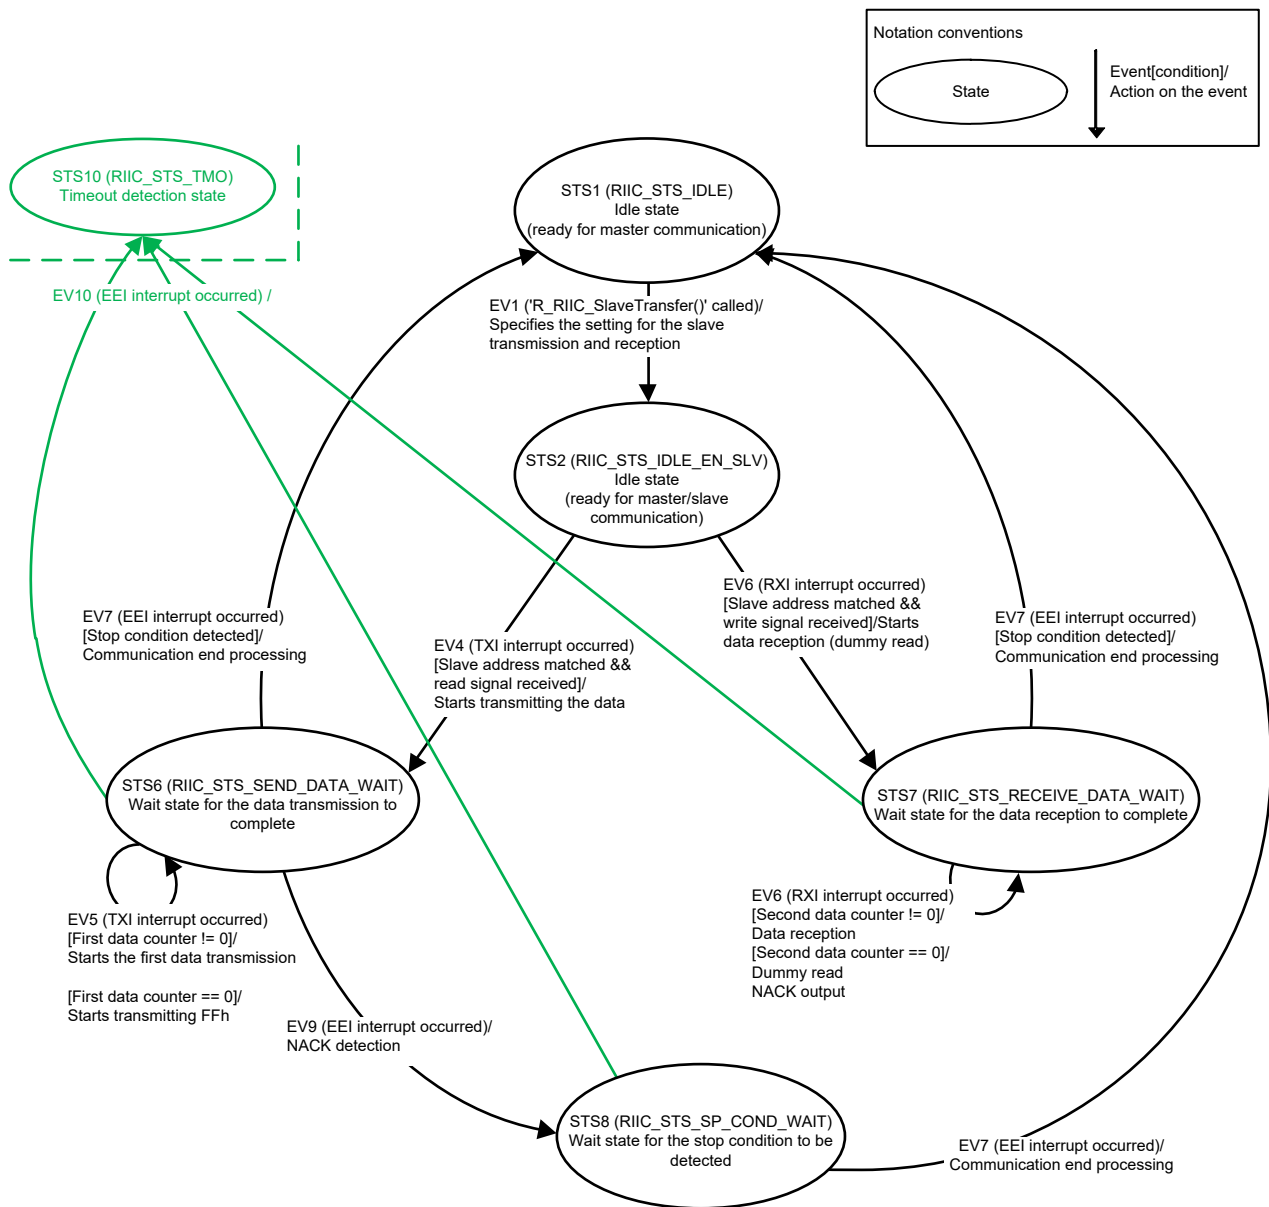 Notation conventions
State
Event[condition]/
Action on the event
STS10 (RIIC_STS_TMO)
Timeout detection state
STS1 (RIIC_STS_IDLE)
Idle state
(ready for master communication)
EV10 (EEI interrupt occurred) /
EV1 ('R_RIIC_SlaveTransfer()' called)/
Specifies the setting for the slave
transmission and reception
STS2 (RIIC_STS_IDLE_EN_SLV)
Idle state
(ready for master/slave
communication)
EV7 (EEI interrupt occurred)
[Stop condition detected]/
Communication end processing
EV4 (TXI interrupt occurred)
[Slave address matched &&
read signal received]/
Starts transmitting the data
EV6 (RXI interrupt occurred)
[Slave address matched &&
write signal received]/Starts
data reception (dummy read)
EV7 (EEI interrupt occurred)
[Stop condition detected]/
Communication end processing
STS6 (RIIC_STS_SEND_DATA_WAIT)
Wait state for the data transmission to
complete
STS7 (RIIC_STS_RECEIVE_DATA_WAIT)
Wait state for the data reception to complete
EV5 (TXI interrupt occurred)
[First data counter != 0]/
Starts the first data transmission
[First data counter == 0]/
Starts transmitting FFh
EV6 (RXI interrupt occurred)
[Second data counter != 0]/
Data reception
[Second data counter == 0]/
Dummy read
NACK output
EV9 (EEI interrupt occurred)/
NACK detection
STS8 (RIIC_STS_SP_COND_WAIT)
Wait state for the stop condition to be
detected
EV7 (EEI interrupt occurred)/
Communication end processing